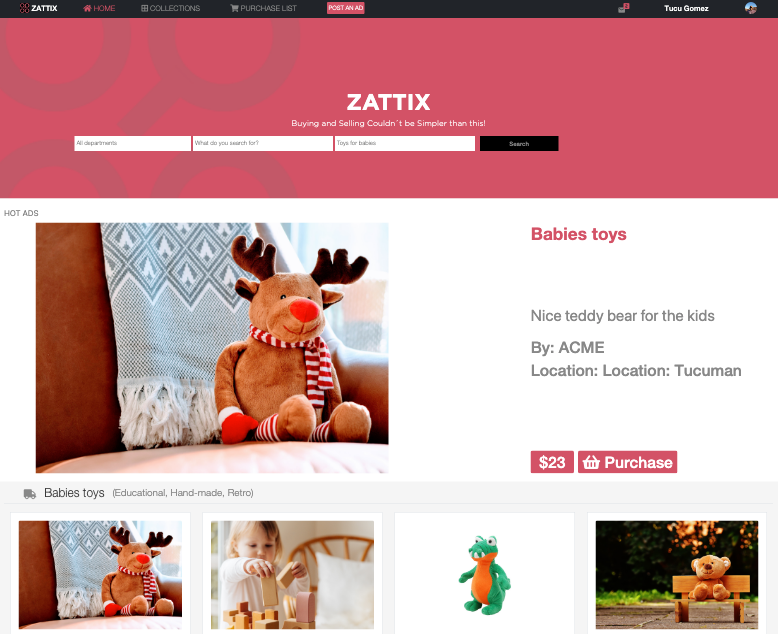 ZATTIX HOME COLLECTIONS PURCHASE LIST POST AN AD Tucu Gomez
ZATTIX
Buying and Selling Couldn´t be Simpler than this!
All departments What do you search for? Toys for babies Search
HOT ADS
Babies toys
Nice teddy bear for the kids
By: ACME
Location: Location: Tucuman
$23 Purchase
Babies toys (Educational, Hand-made, Retro)